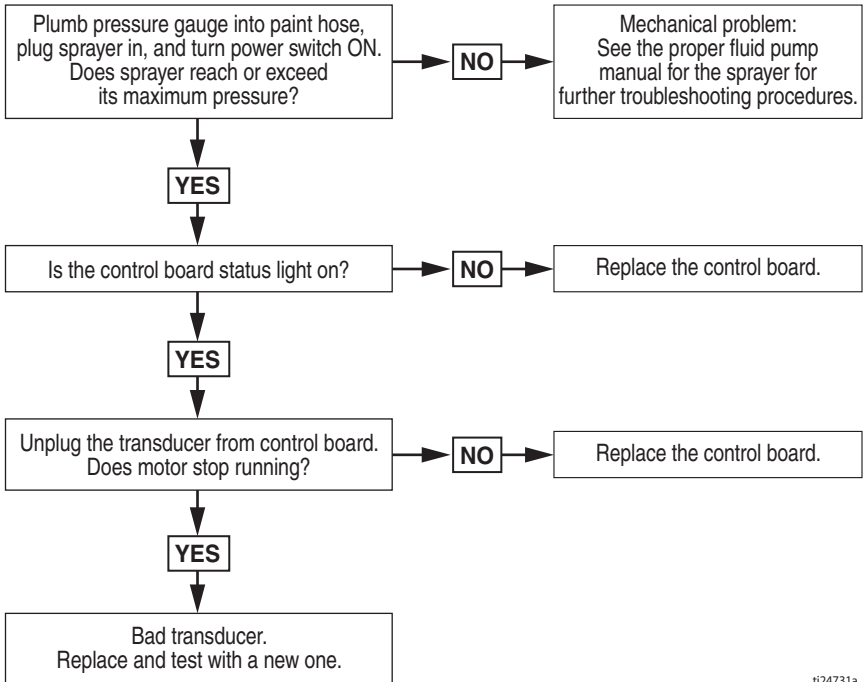 Plumb pressure gauge into paint hose,
plug sprayer in, and turn power switch ON.
Does sprayer reach or exceed
its maximum pressure?
NO
Mechanical problem:
See the proper fluid pump
manual for the sprayer for
further troubleshooting procedures.
YES
Is the control board status light on?
NO
Replace the control board.
YES
Unplug the transducer from control board.
Does motor stop running?
NO
Replace the control board.
YES
Bad transducer.
Replace and test with a new one.
ti24731a